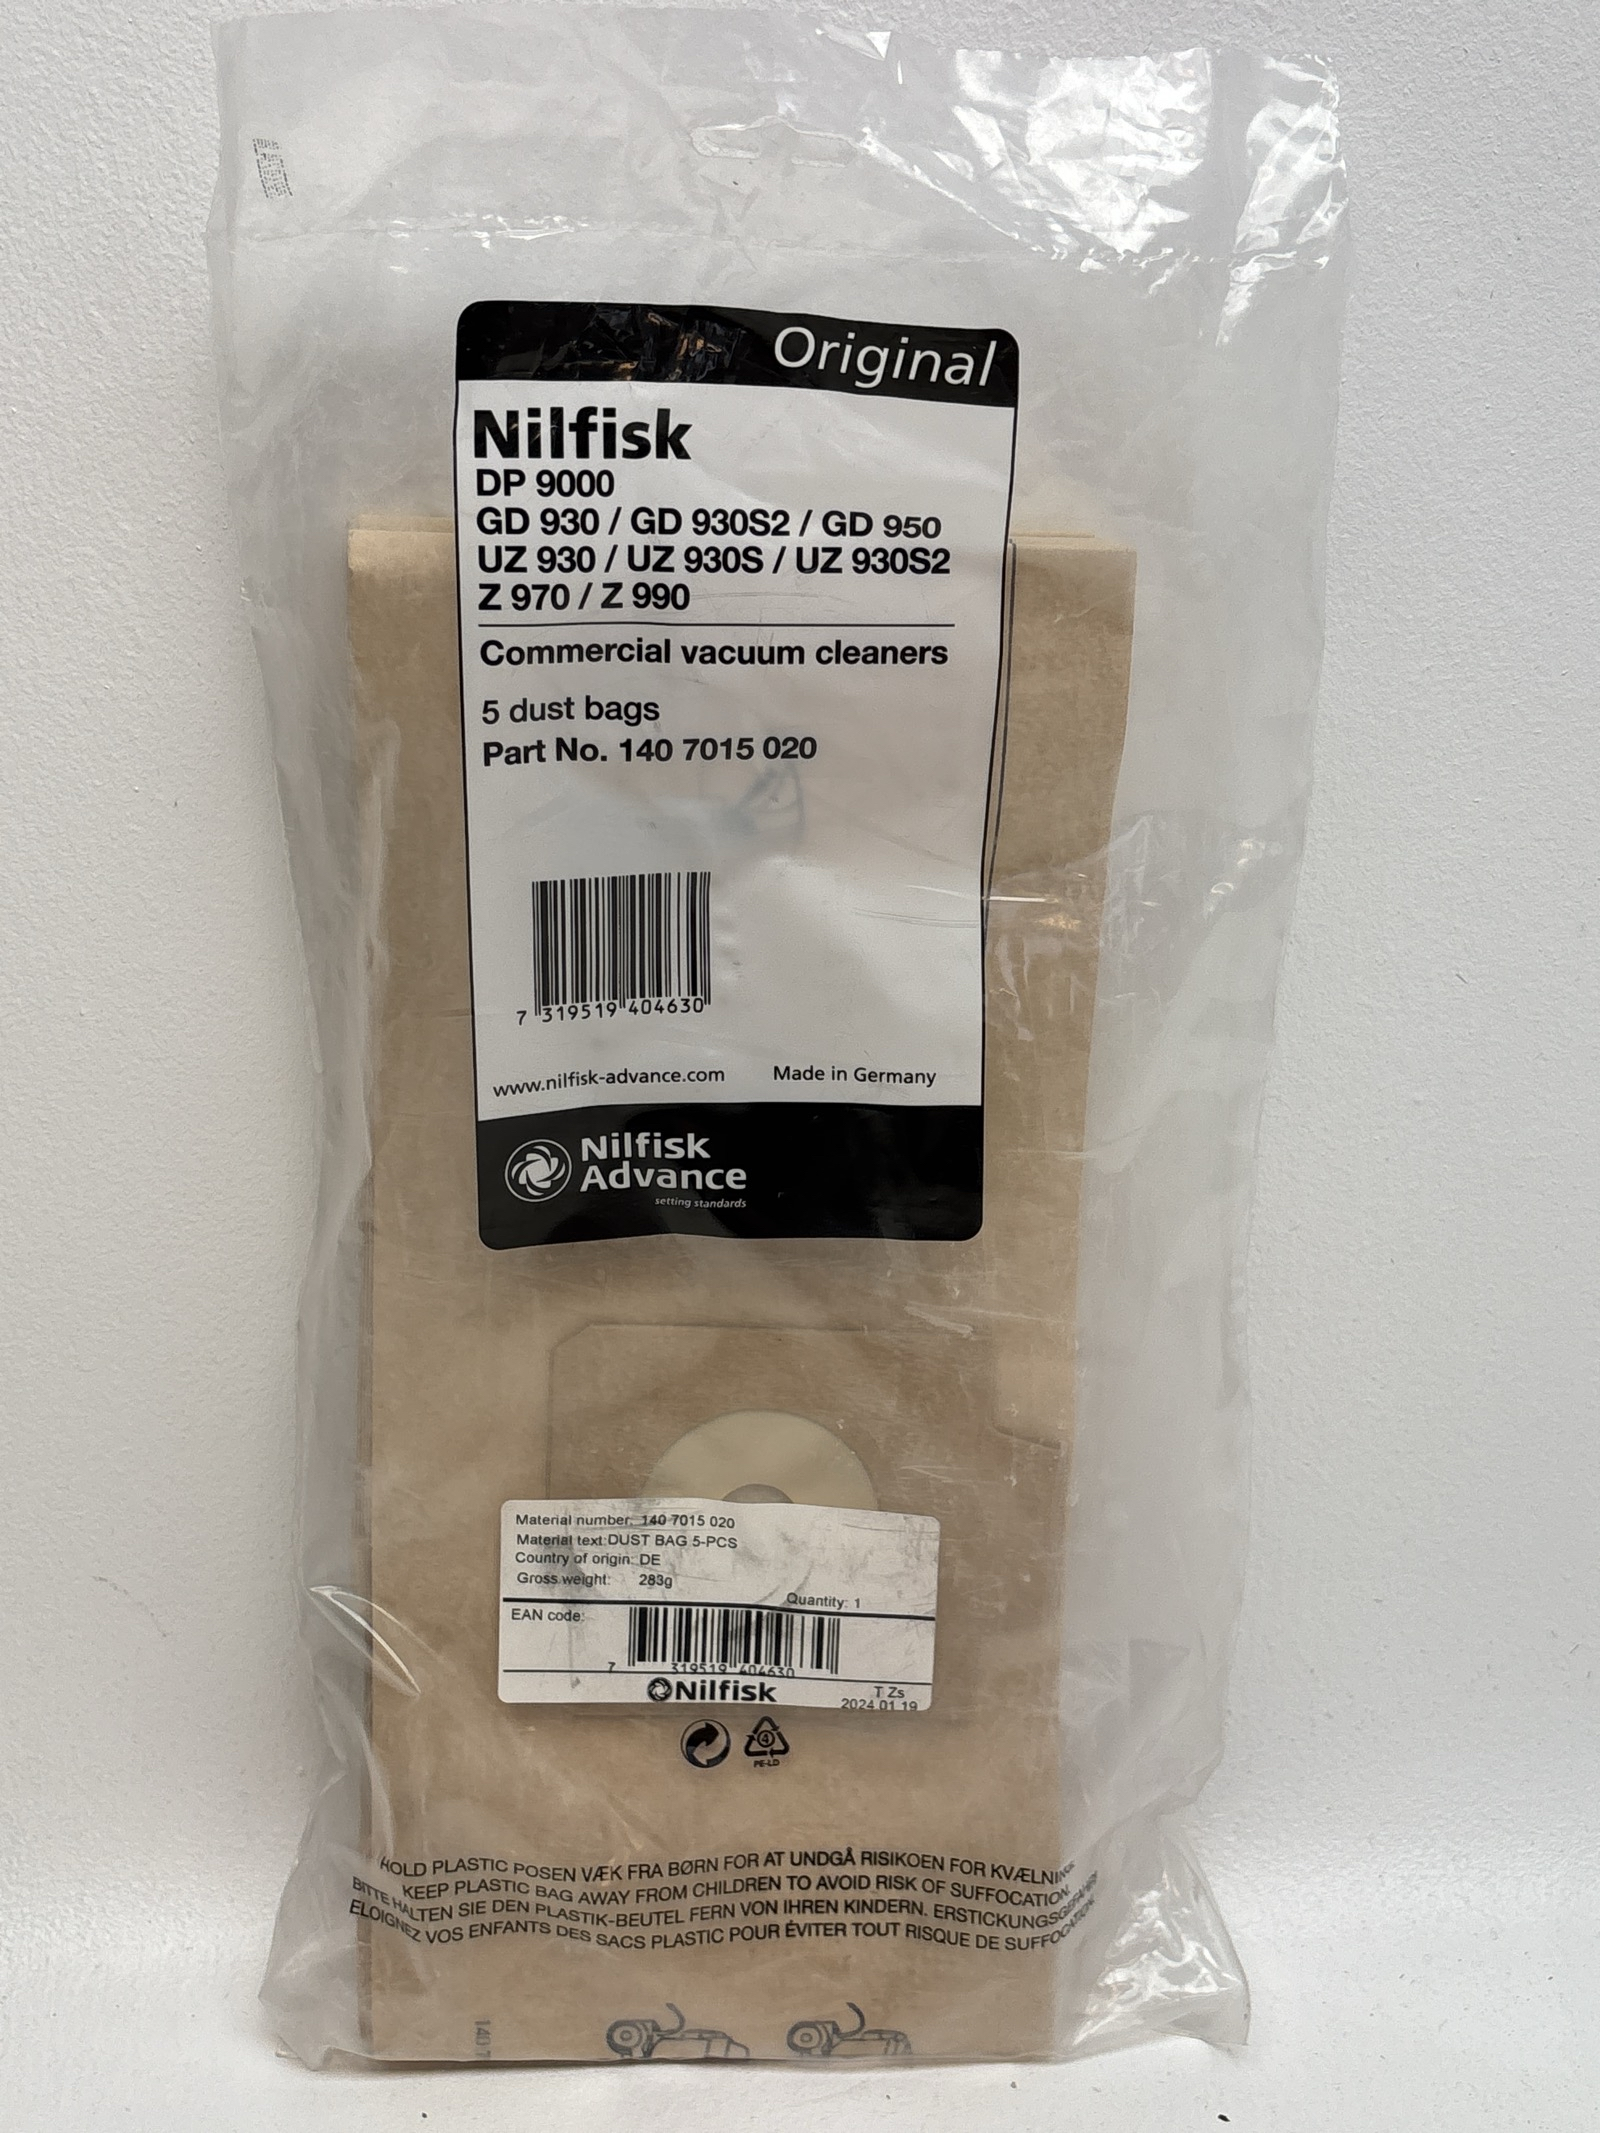 Original
Nilfisk
DP 9000
GD 930 / GD 930S2 / GD 950
UZ 930 / UZ 930S / UZ 930S2
Z 970 / Z 990
Commercial vacuum cleaners
5 dust bags
Part No. 140 7015 020
7 319519 404630
www.nilfisk-advance.com Made in Germany
Nilfisk
Advance
setting standards
Material number: 140 7015 020
Material text: DUST BAG 5-PCS
Country of origin: DE
Gross weight: 283g
Quantity: 1
EAN code:
7 319519 404630
Nilfisk
T Zs
2024.01.19
4
PE-LD
HOLD PLASTIC POSEN VÆK FRA BØRN FOR AT UNDGÅ RISIKOEN FOR KVÆLNING
KEEP PLASTIC BAG AWAY FROM CHILDREN TO AVOID RISK OF SUFFOCATION
BITTE HALTEN SIE DEN PLASTIK-BEUTEL FERN VON IHREN KINDERN. ERSTICKUNGSGEFAHR!
ELOIGNEZ VOS ENFANTS DES SACS PLASTIC POUR ÉVITER TOUT RISQUE DE SUFFOCATION.
140 7